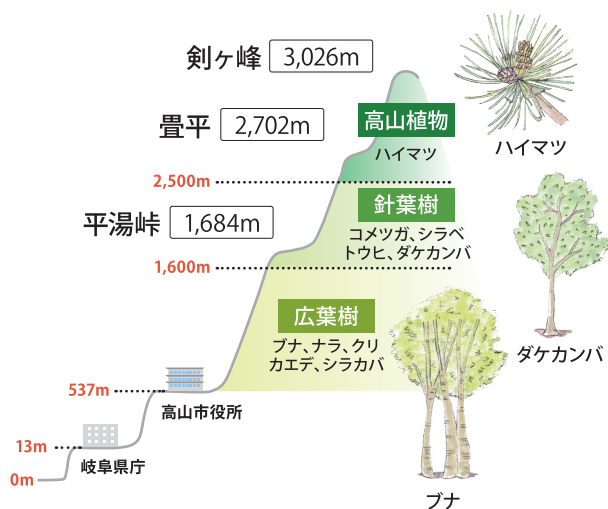 剣ヶ峰 3,026m
畳平 2,702m
高山植物
ハイマツ
ハイマツ
2,500m
平湯峠 1,684m
針葉樹
コメツガ、シラベ
トウヒ、ダケカンバ
1,600m
ダケカンバ
広葉樹
ブナ、ナラ、クリ
カエデ、シラカバ
537m
高山市役所
13m
岐阜県庁
0m
ブナ